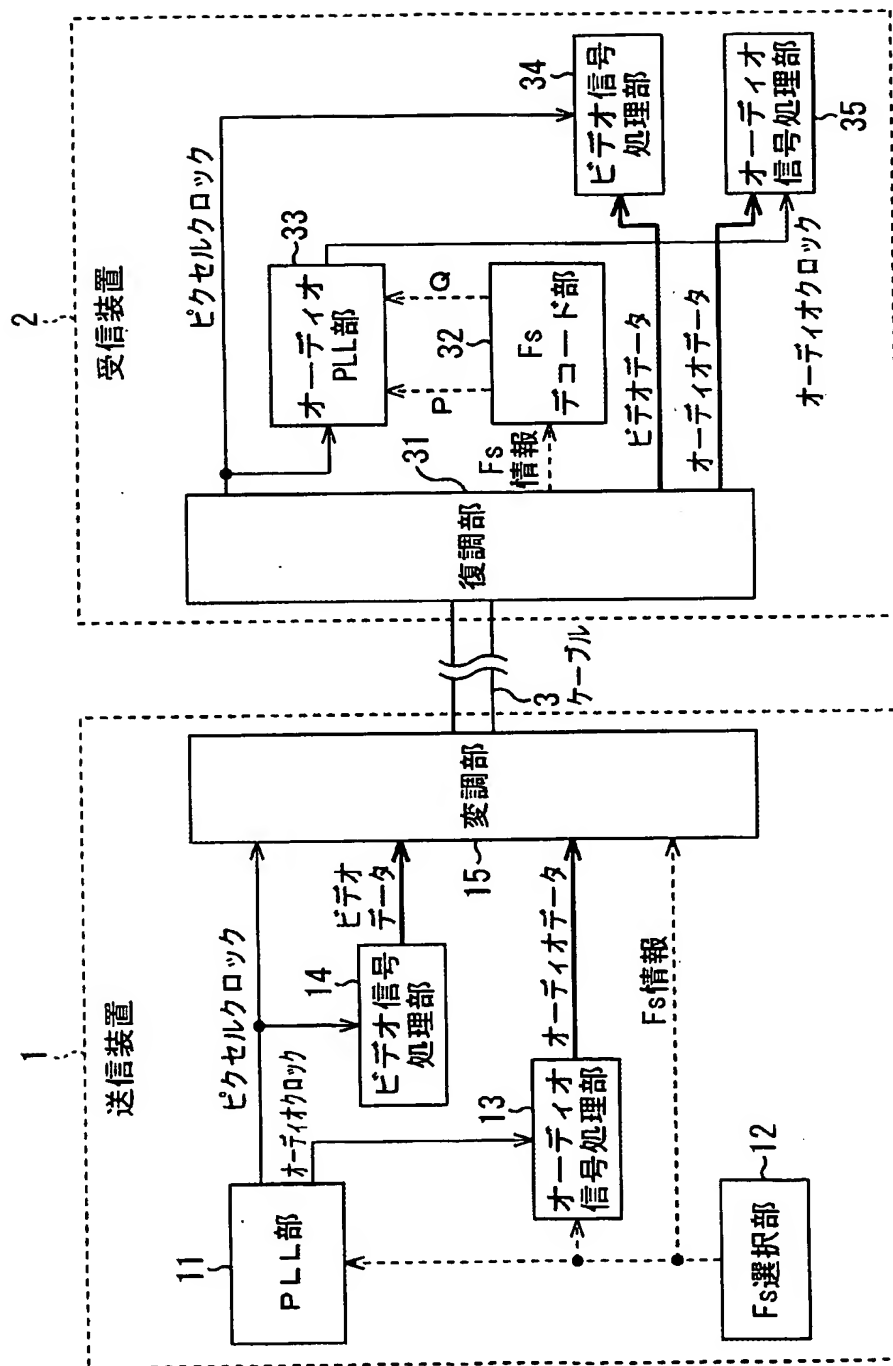 1
送信装置
11
PLL部
ピクセルクロック
オーディオクロック
14
ビデオ信号
処理部
ビデオ
データ
13
オーディオ
信号処理部
オーディオデータ
12
Fs選択部
Fs情報
15
変調部
3
ケーブル
2
受信装置
31
復調部
ピクセルクロック
33
オーディオ
PLL部
P
Q
32
Fs
デコード部
Fs
情報
ビデオデータ
オーディオデータ
オーディオクロック
34
ビデオ信号
処理部
オーディオ
信号処理部
35